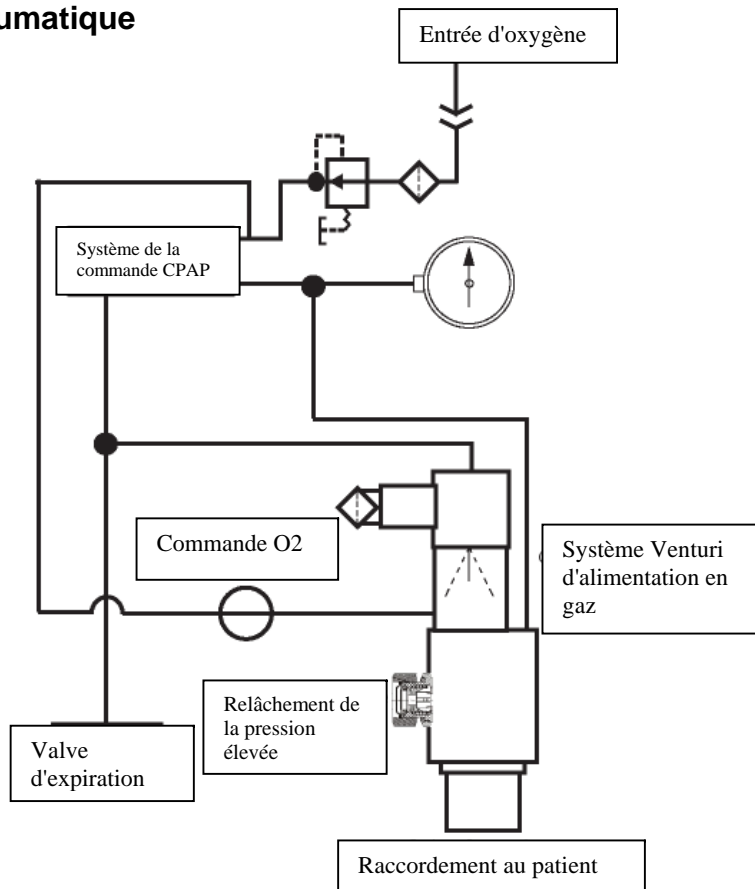 umatique
Entrée d'oxygène
Système de la
commande CPAP
Commande O2
Système Venturi
d'alimentation en
gaz
Relâchement de
la pression
élevée
Valve
d'expiration
Raccordement au patient